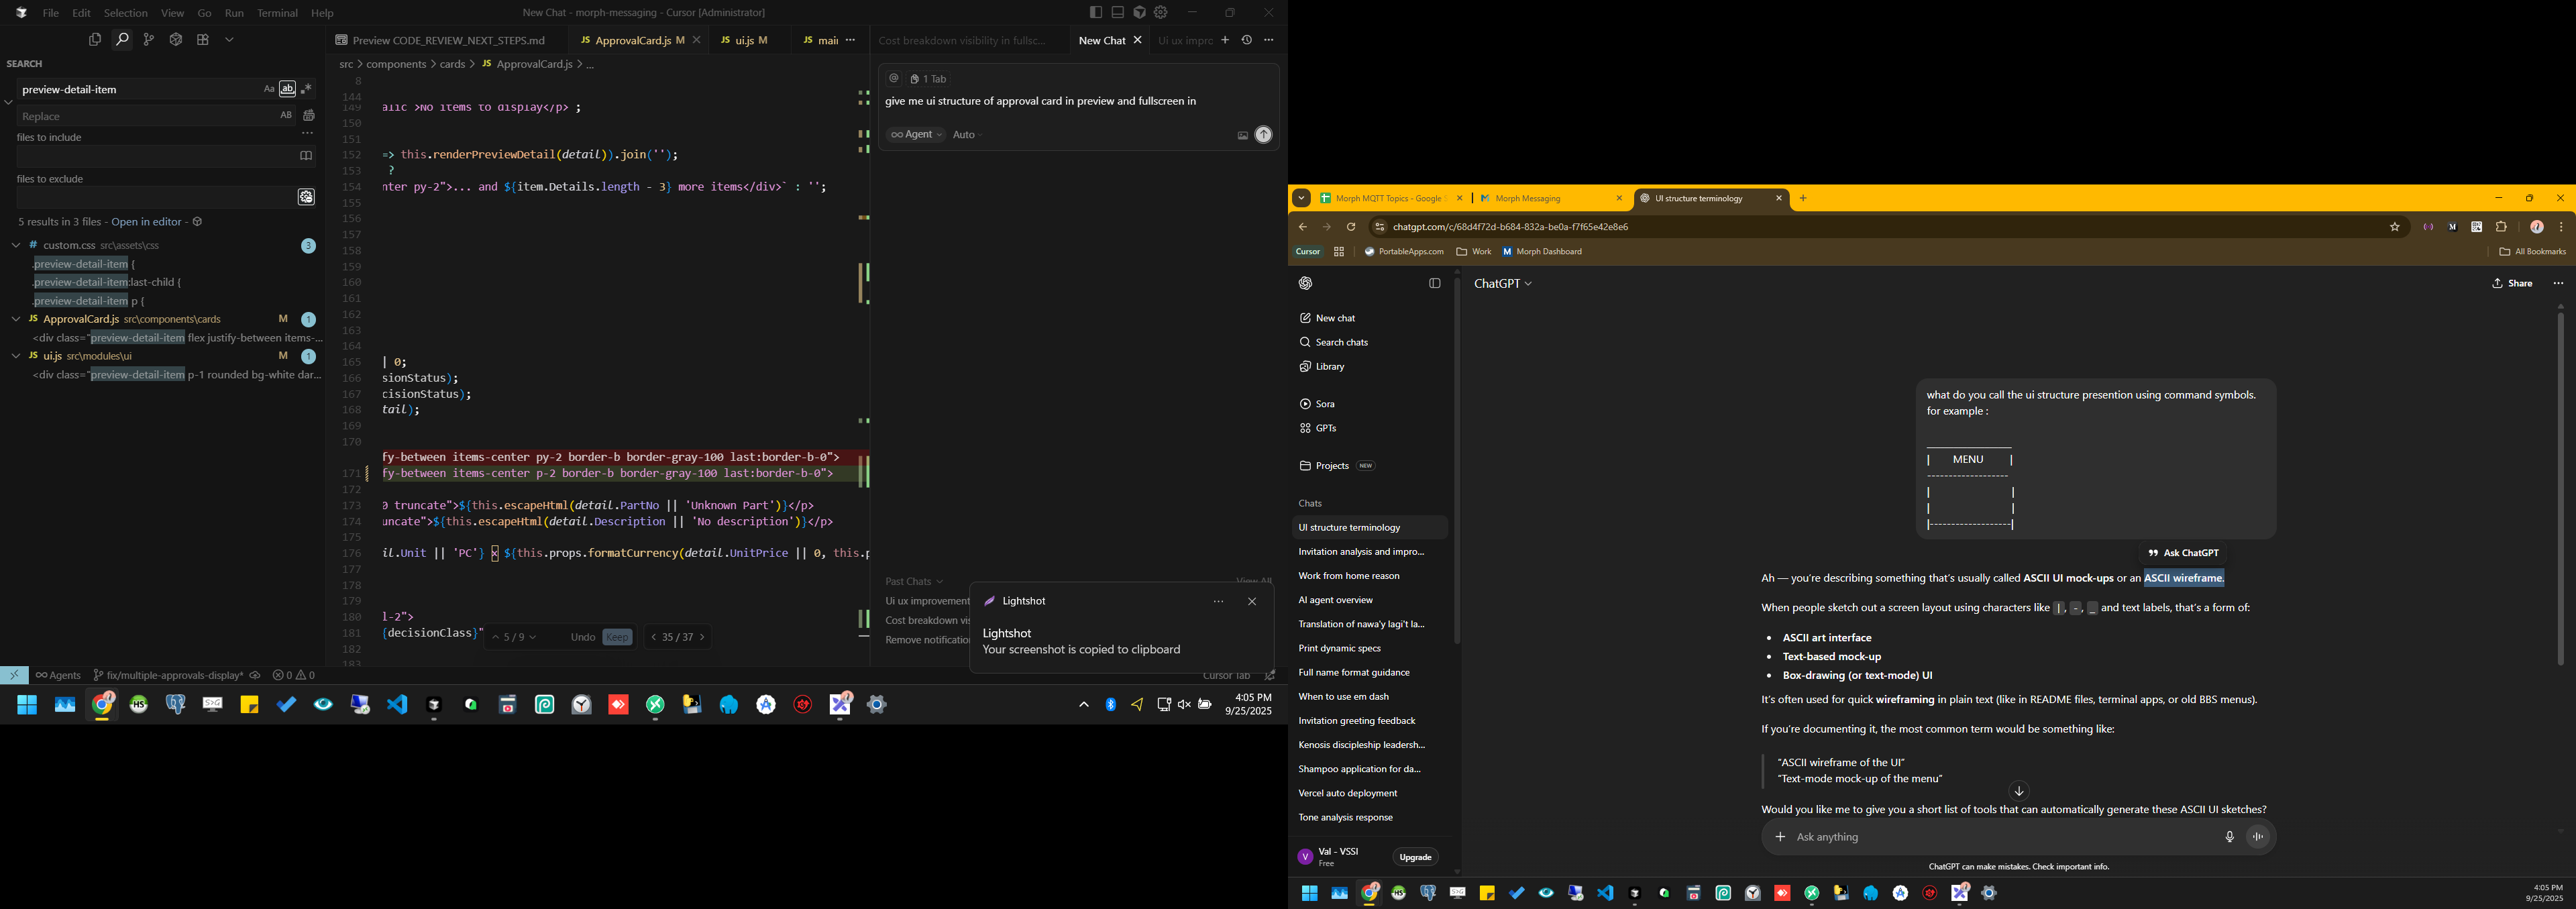 File Edit Selection View Go Run Terminal Help
New Chat - morph-messaging - Cursor [Administrator]
SEARCH
preview-detail-item
Aa ab .*
Replace
AB
files to include
files to exclude
5 results in 3 files - Open in editor -
# custom.css src\assets\css 3
.preview-detail-item {
.preview-detail-item:last-child {
.preview-detail-item p {
JS ApprovalCard.js src\components\cards M 1
<div class="preview-detail-item flex justify-between items-...
JS ui.js src\modules\ui M 1
<div class="preview-detail-item p-1 rounded bg-white dar...
Preview CODE_REVIEW_NEXT_STEPS.md
JS ApprovalCard.js M
JS ui.js M
JS mai
src > components > cards > JS ApprovalCard.js > ...
8
144
149 alic >No items to display</p> ;
150
151
152 => this.renderPreviewDetail(detail)).join('');
153 ?
154 nter py-2">... and ${item.Details.length - 3} more items</div>` : '';
155
156
157
158
159
160
161
162
163
164
165 | 0;
166 sionStatus);
167 cisionStatus);
168 tail);
169
170
fy-between items-center py-2 border-b border-gray-100 last:border-b-0">
171 fy-between items-center p-2 border-b border-gray-100 last:border-b-0">
172
173 0 truncate">${this.escapeHtml(detail.PartNo || 'Unknown Part')}</p>
174 uncate">${this.escapeHtml(detail.Description || 'No description')}</p>
175
176 il.Unit || 'PC'} x ${this.props.formatCurrency(detail.UnitPrice || 0, this.p
177
178
179
180 l-2">
181 {decisionClass}"
182
183
5 / 9 Undo Keep
35 / 37
Cost breakdown visibility in fullsc...
New Chat
Ui ux impro
@ 1 Tab
give me ui structure of approval card in preview and fullscreen in
Agent Auto
Past Chats
View All
Ui ux improvement
Cost breakdown vis
Remove notificatio
Lightshot
Lightshot
Your screenshot is copied to clipboard
Agents fix/multiple-approvals-display* 0 0
Cursor Tab
4:05 PM
9/25/2025
Morph MQTT Topics - Google S
Morph Messaging
UI structure terminology
chatgpt.com/c/68d4f72d-b684-832a-be0a-f7f65e42e8e6
Cursor
PortableApps.com
Work
Morph Dashboard
All Bookmarks
ChatGPT
Share
New chat
Search chats
Library
Sora
GPTs
Projects NEW
Chats
UI structure terminology
Invitation analysis and impro...
Work from home reason
AI agent overview
Translation of nawa'y lagi't la...
Print dynamic specs
Full name format guidance
When to use em dash
Invitation greeting feedback
Kenosis discipleship leadersh...
Shampoo application for da...
Vercel auto deployment
Tone analysis response
V Val - VSSI
Free
Upgrade
what do you call the ui structure presention using command symbols.
for example :
___________________
| MENU |
-------------------
| |
| |
|-------------------|
Ask ChatGPT
Ah — you're describing something that's usually called ASCII UI mock-ups or an ASCII wireframe.
When people sketch out a screen layout using characters like |, -, _ and text labels, that's a form of:
• ASCII art interface
• Text-based mock-up
• Box-drawing (or text-mode) UI
It's often used for quick wireframing in plain text (like in README files, terminal apps, or old BBS menus).
If you're documenting it, the most common term would be something like:
"ASCII wireframe of the UI"
"Text-mode mock-up of the menu"
Would you like me to give you a short list of tools that can automatically generate these ASCII UI sketches?
Ask anything
ChatGPT can make mistakes. Check important info.
4:05 PM
9/25/2025